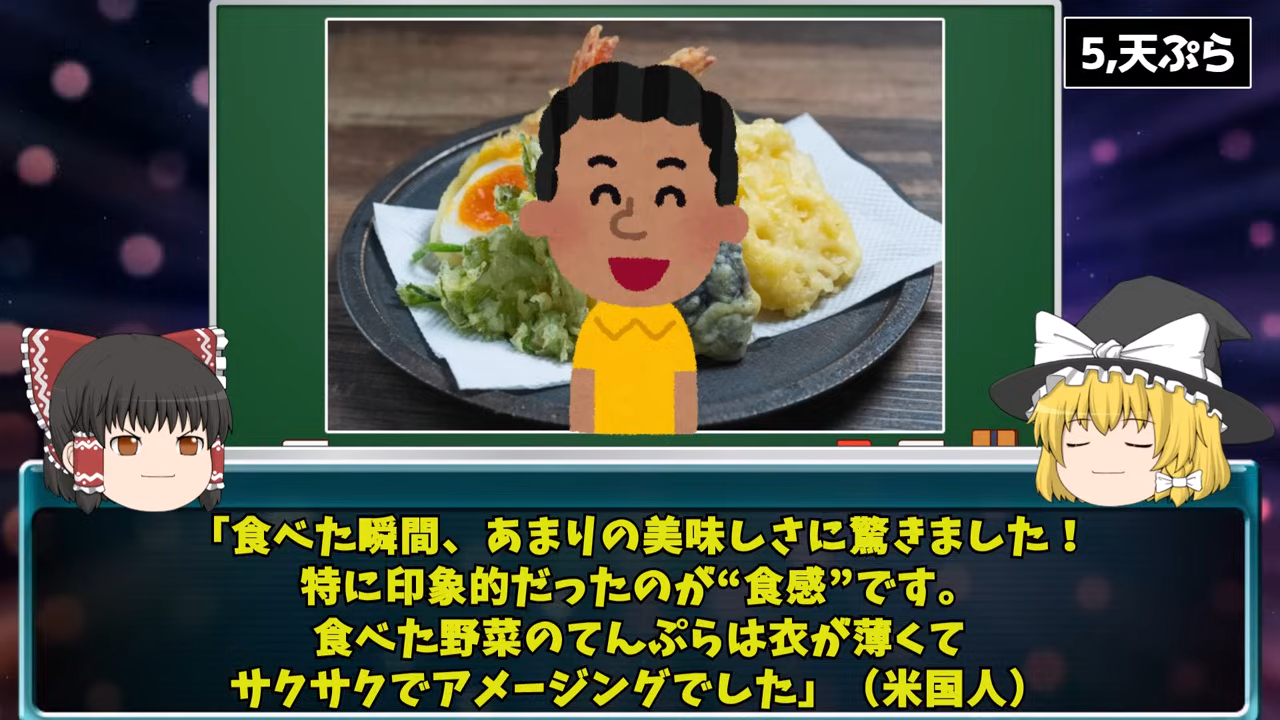 5,天ぷら
「食べた瞬間、あまりの美味しさに驚きました！
特に印象的だったのが“食感”です。
食べた野菜のてんぷらは衣が薄くて
サクサクでアメージングでした」（米国人）